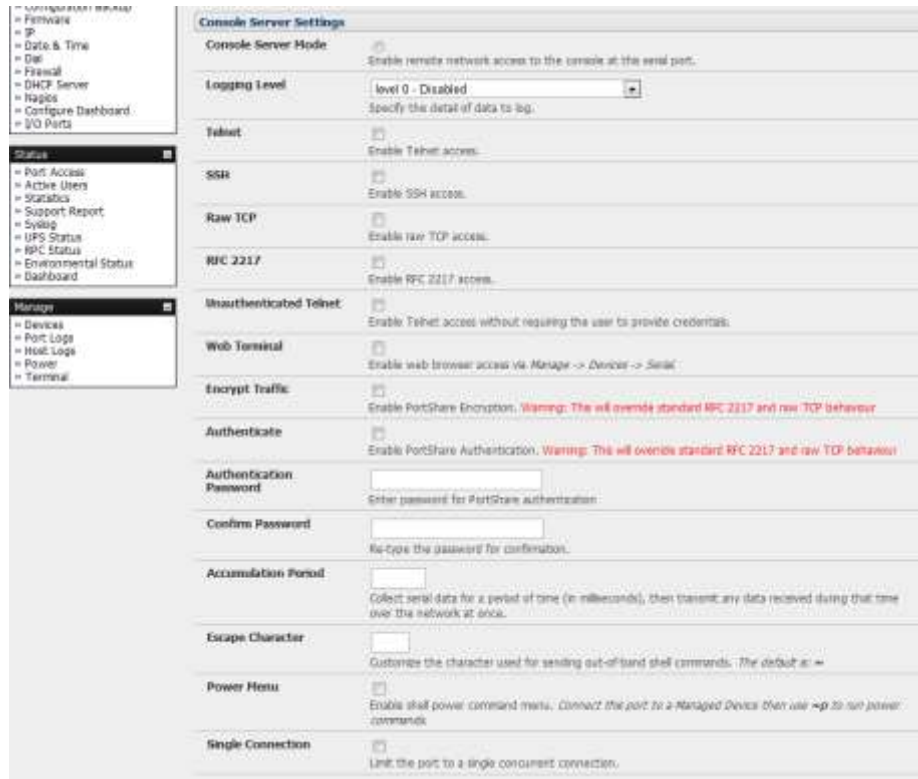 » Configuration Backup
» Firmware
» IP
» Date & Time
» Dial
» Firewall
» DHCP Server
» Nagios
» Configure Dashboard
» I/O Ports
Status
» Port Access
» Active Users
» Statistics
» Support Report
» Syslog
» UPS Status
» RPC Status
» Environmental Status
» Dashboard
Manage
» Devices
» Port Logs
» Host Logs
» Power
» Terminal
Console Server Settings
Console Server Mode
Enable remote network access to the console at the serial port.
Logging Level
level 0 - Disabled
Specify the detail of data to log.
Telnet
Enable Telnet access.
SSH
Enable SSH access.
Raw TCP
Enable raw TCP access.
RFC 2217
Enable RFC 2217 access.
Unauthenticated Telnet
Enable Telnet access without requiring the user to provide credentials.
Web Terminal
Enable web browser access via Manage -> Devices -> Serial
Encrypt Traffic
Enable PortShare Encryption. Warning: This will override standard RFC 2217 and raw TCP behaviour
Authenticate
Enable PortShare Authentication. Warning: This will override standard RFC 2217 and raw TCP behaviour
Authentication
Password
Enter password for PortShare authentication
Confirm Password
Re-type the password for confirmation.
Accumulation Period
Collect serial data for a period of time (in milliseconds), then transmit any data received during that time
over the network at once.
Escape Character
Customize the character used for sending out-of-band shell commands. The default is: ~
Power Menu
Enable shell power command menu. Connect the port to a Managed Device then use ~p to run power
commands
Single Connection
Limit the port to a single concurrent connection.